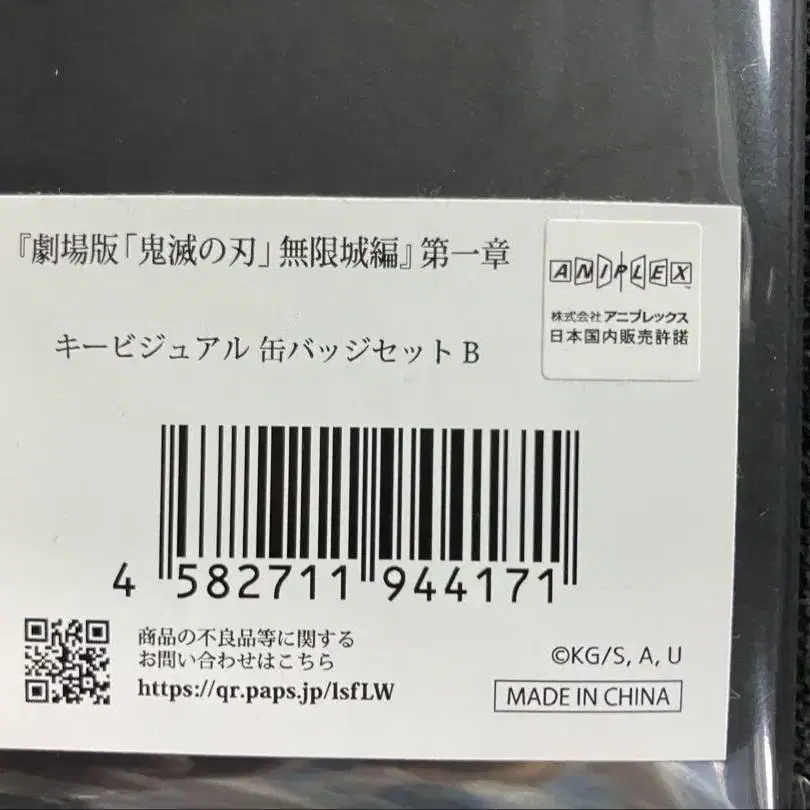 『劇場版「鬼滅の刃」無限城編』第一章
キービジュアル 缶バッジセット B
ANIPLEX
株式会社アニプレックス
日本国内販売許諾
4 582711 944171
商品の不良品等に関する
お問い合わせはこちら
https://qr.paps.jp/lsfLW
©KG/S, A, U
MADE IN CHINA